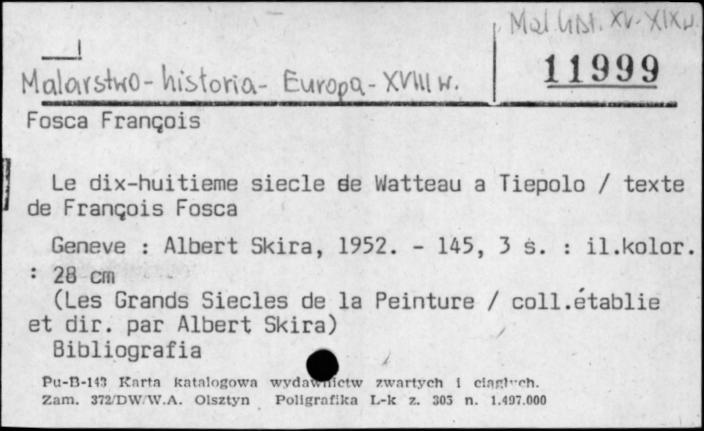 Mal. hist. XV-XIX w.
Malarstwo - historia - Europa - XVIII w.
11999
Fosca François
Le dix-huitieme siecle de Watteau a Tiepolo / texte
de François Fosca
Geneve : Albert Skira, 1952. - 145, 3 s. : il.kolor.
: 28 cm
(Les Grands Siecles de la Peinture / coll.établie
et dir. par Albert Skira)
Bibliografia
Pu-B-143 Karta katalogowa wydawnictw zwartych i ciągłych.
Zam. 372/DW/W.A. Olsztyn Poligrafika L-k z. 305 n. 1.497.000